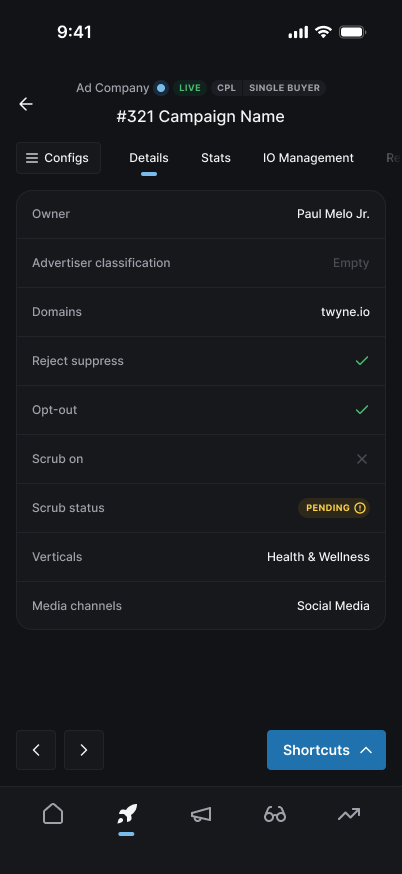 9:41
Ad Company LIVE CPL SINGLE BUYER
#321 Campaign Name
Configs Details Stats IO Management Re
Owner Paul Melo Jr.
Advertiser classification Empty
Domains twyne.io
Reject suppress
Opt-out
Scrub on
Scrub status PENDING
Verticals Health & Wellness
Media channels Social Media
Shortcuts